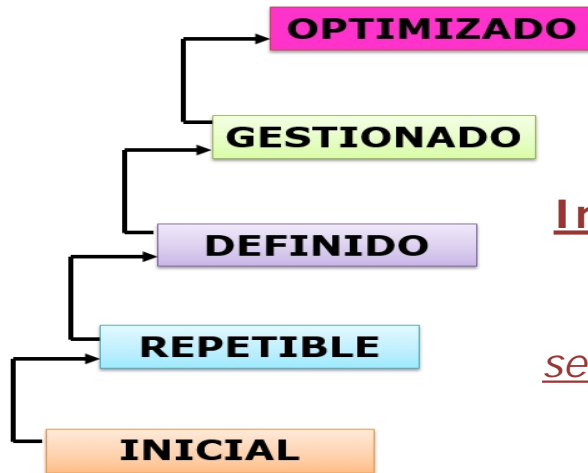 OPTIMIZADO
GESTIONADO
DEFINIDO
REPETIBLE
INICIAL